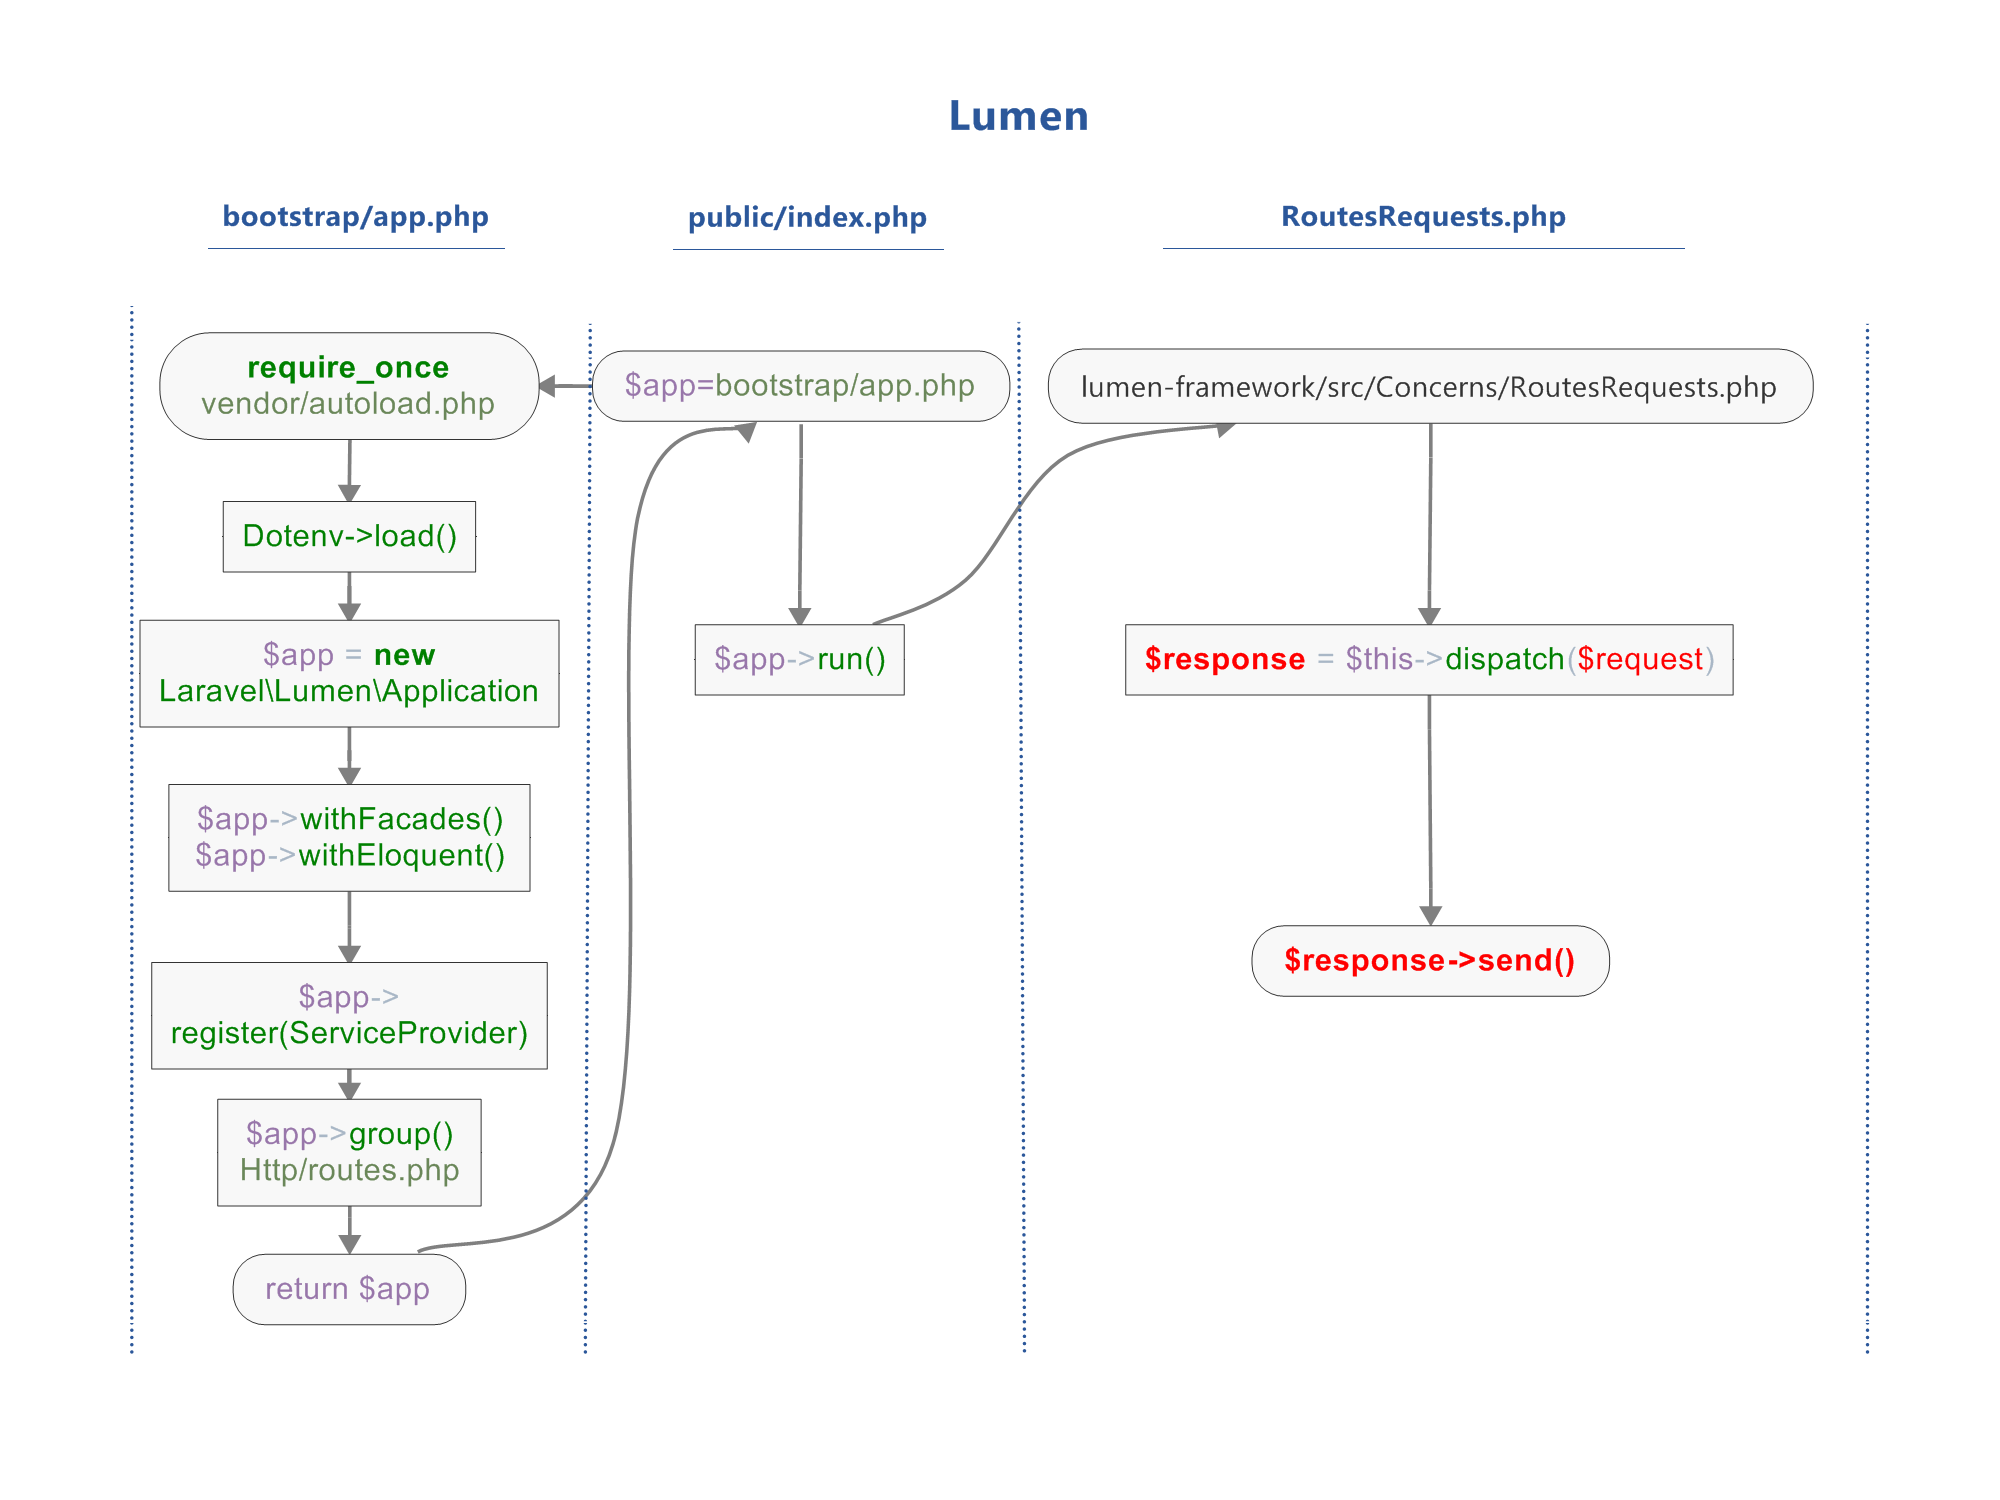 Lumen
bootstrap/app.php
public/index.php
RoutesRequests.php
require_once
vendor/autoload.php
Dotenv->load()
$app = new
Laravel\Lumen\Application
$app->withFacades()
$app->withEloquent()
$app->
register(ServiceProvider)
$app->group()
Http/routes.php
return $app
$app=bootstrap/app.php
$app->run()
lumen-framework/src/Concerns/RoutesRequests.php
$response = $this->dispatch($request)
$response->send()